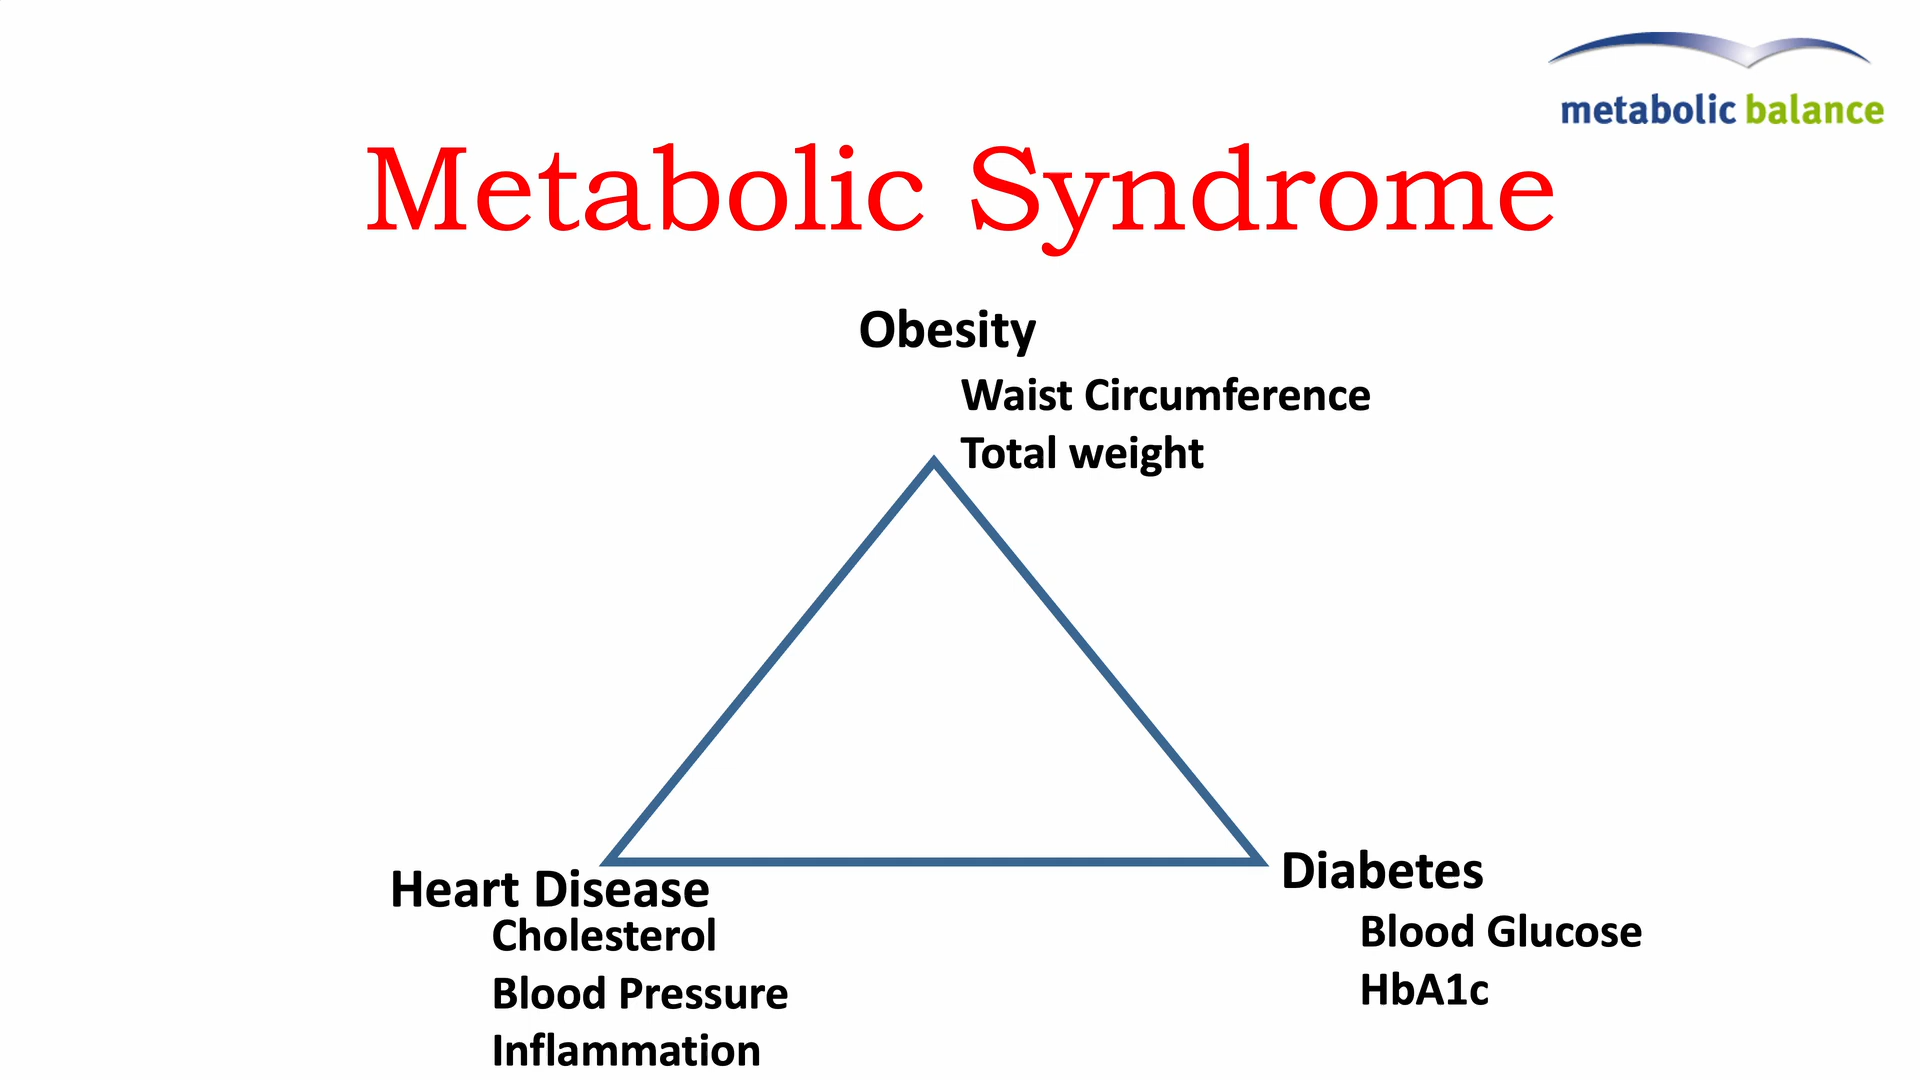 metabolic balance
Metabolic Syndrome
Obesity
Waist Circumference
Total weight
Heart Disease
Cholesterol
Blood Pressure
Inflammation
Diabetes
Blood Glucose
HbA1c